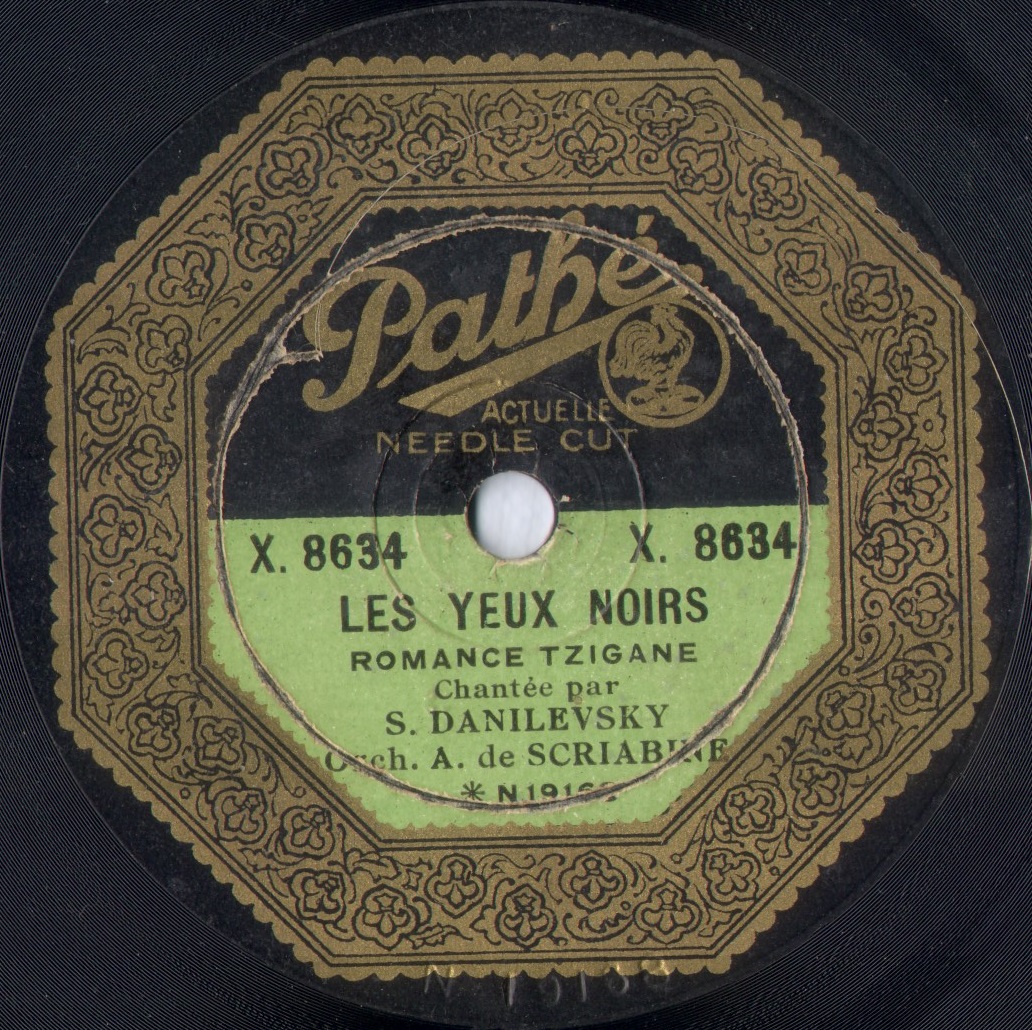 Pathé
ACTUELLE
NEEDLE CUT
X. 8634 X. 8634
LES YEUX NOIRS
ROMANCE TZIGANE
Chantée par
S. DANILEVSKY
Orch. A. de SCRIABINE